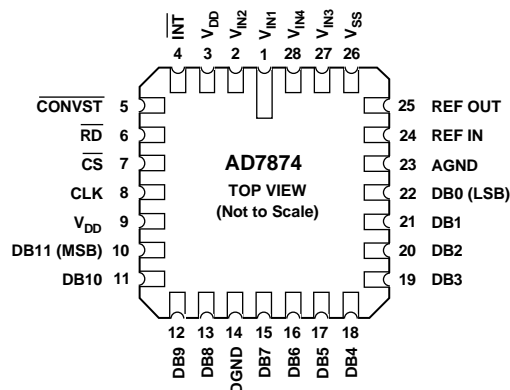 INT
VDD
VIN2
VIN1
VIN4
VIN3
VSS
4 3 2 1 28 27 26
CONVST 5
RD 6
CS 7
CLK 8
VDD 9
DB11 (MSB) 10
DB10 11
AD7874
TOP VIEW
(Not to Scale)
25 REF OUT
24 REF IN
23 AGND
22 DB0 (LSB)
21 DB1
20 DB2
19 DB3
12 13 14 15 16 17 18
DB9
DB8
DGND
DB7
DB6
DB5
DB4